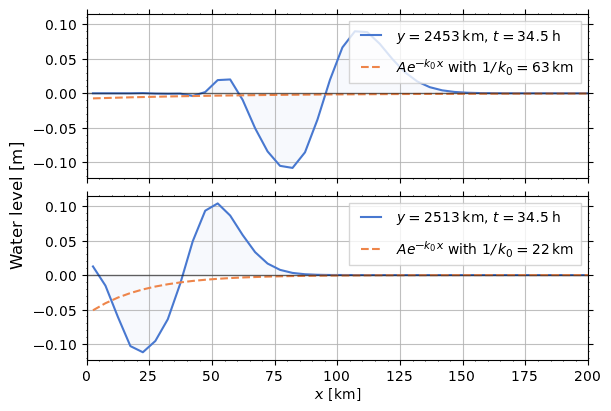 0.10
0.05
0.00
−0.05
−0.10
y = 2453 km, t = 34.5 h
Ae^{−k₀x} with 1/k₀ = 63 km
Water level [m]
0.10
0.05
0.00
−0.05
−0.10
y = 2513 km, t = 34.5 h
Ae^{−k₀x} with 1/k₀ = 22 km
0 25 50 75 100 125 150 175 200
x [km]